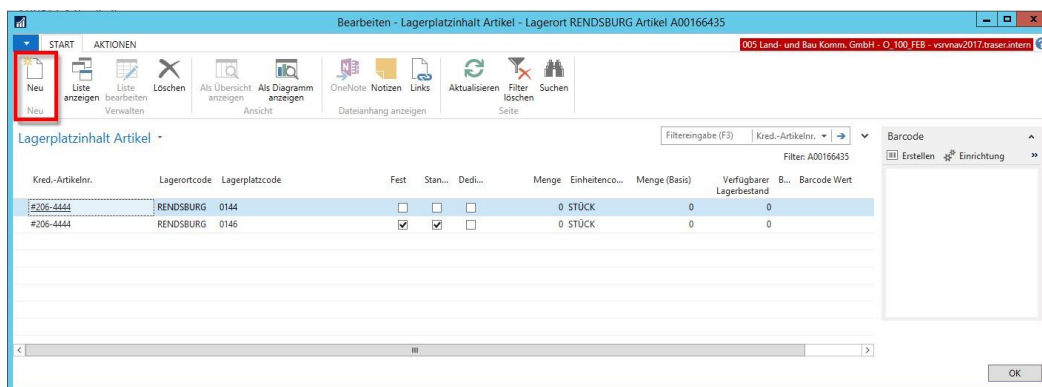 Bearbeiten - Lagerplatzinhalt Artikel - Lagerort RENDSBURG Artikel A00166435
START AKTIONEN
005 Land- und Bau Komm. GmbH - O_100_FEB - vsrvnav2017.traser.intern
Neu
Liste anzeigen
Liste bearbeiten
Löschen
Als Übersicht anzeigen
Als Diagramm anzeigen
OneNote
Notizen
Links
Aktualisieren
Filter löschen
Suchen
Neu Verwalten Ansicht Dateianhang anzeigen Seite
Lagerplatzinhalt Artikel
Filtereingabe (F3) Kred.-Artikelnr.
Filter: A00166435
Barcode
Erstellen Einrichtung
Kred.-Artikelnr. Lagerortcode Lagerplatzcode Fest Stan... Dedi... Menge Einheitenco... Menge (Basis) Verfügbarer Lagerbestand B... Barcode Wert
#206-4444 RENDSBURG 0144 0 STÜCK 0 0
#206-4444 RENDSBURG 0146 0 STÜCK 0 0
OK